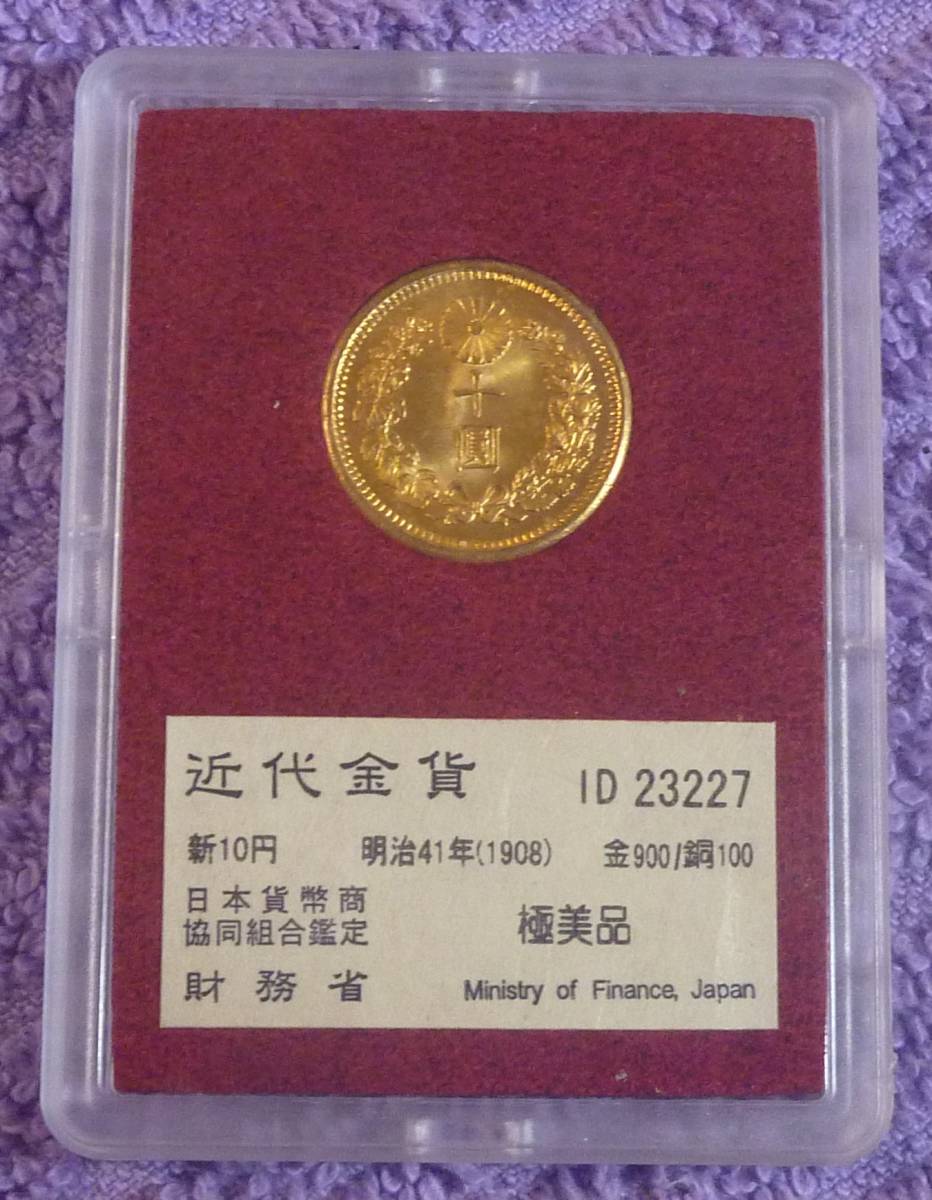 十
圓
近代金貨 ID 23227
新10円 明治41年(1908) 金900/銅100
日本貨幣商
協同組合鑑定 極美品
財務省 Ministry of Finance, Japan